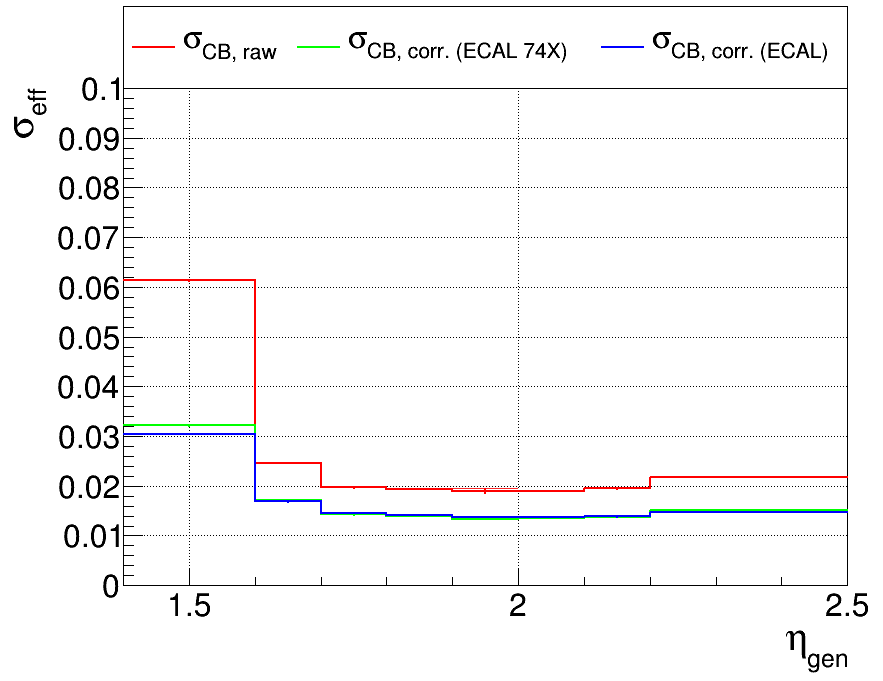 σCB, raw σCB, corr. (ECAL 74X) σCB, corr. (ECAL)
σeff
0.1
0.09
0.08
0.07
0.06
0.05
0.04
0.03
0.02
0.01
0
1.5 2 2.5
ηgen